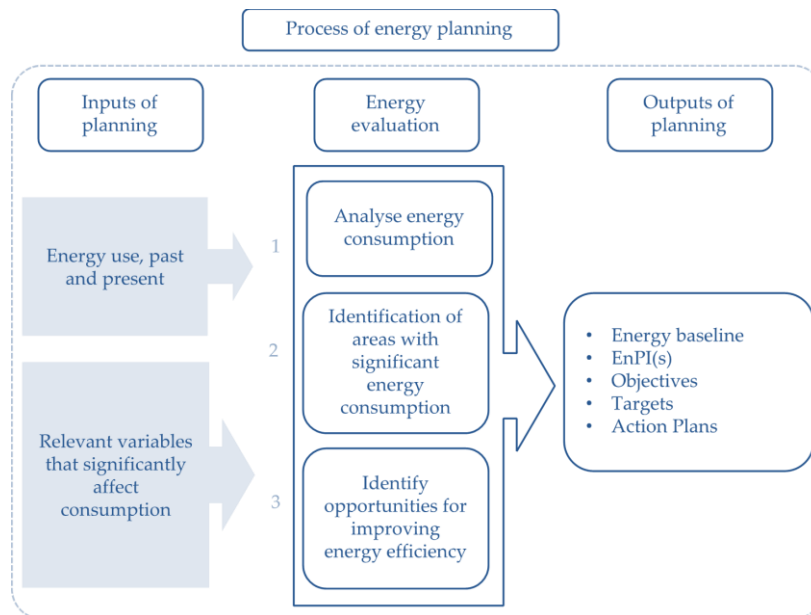 Process of energy planning
Inputs of
planning
Energy
evaluation
Outputs of
planning
Energy use, past
and present
Relevant variables
that significantly
affect
consumption
1
Analyse energy
consumption
2
Identification of
areas with
significant
energy
consumption
3
Identify
opportunities for
improving
energy efficiency
• Energy baseline
• EnPI(s)
• Objectives
• Targets
• Action Plans